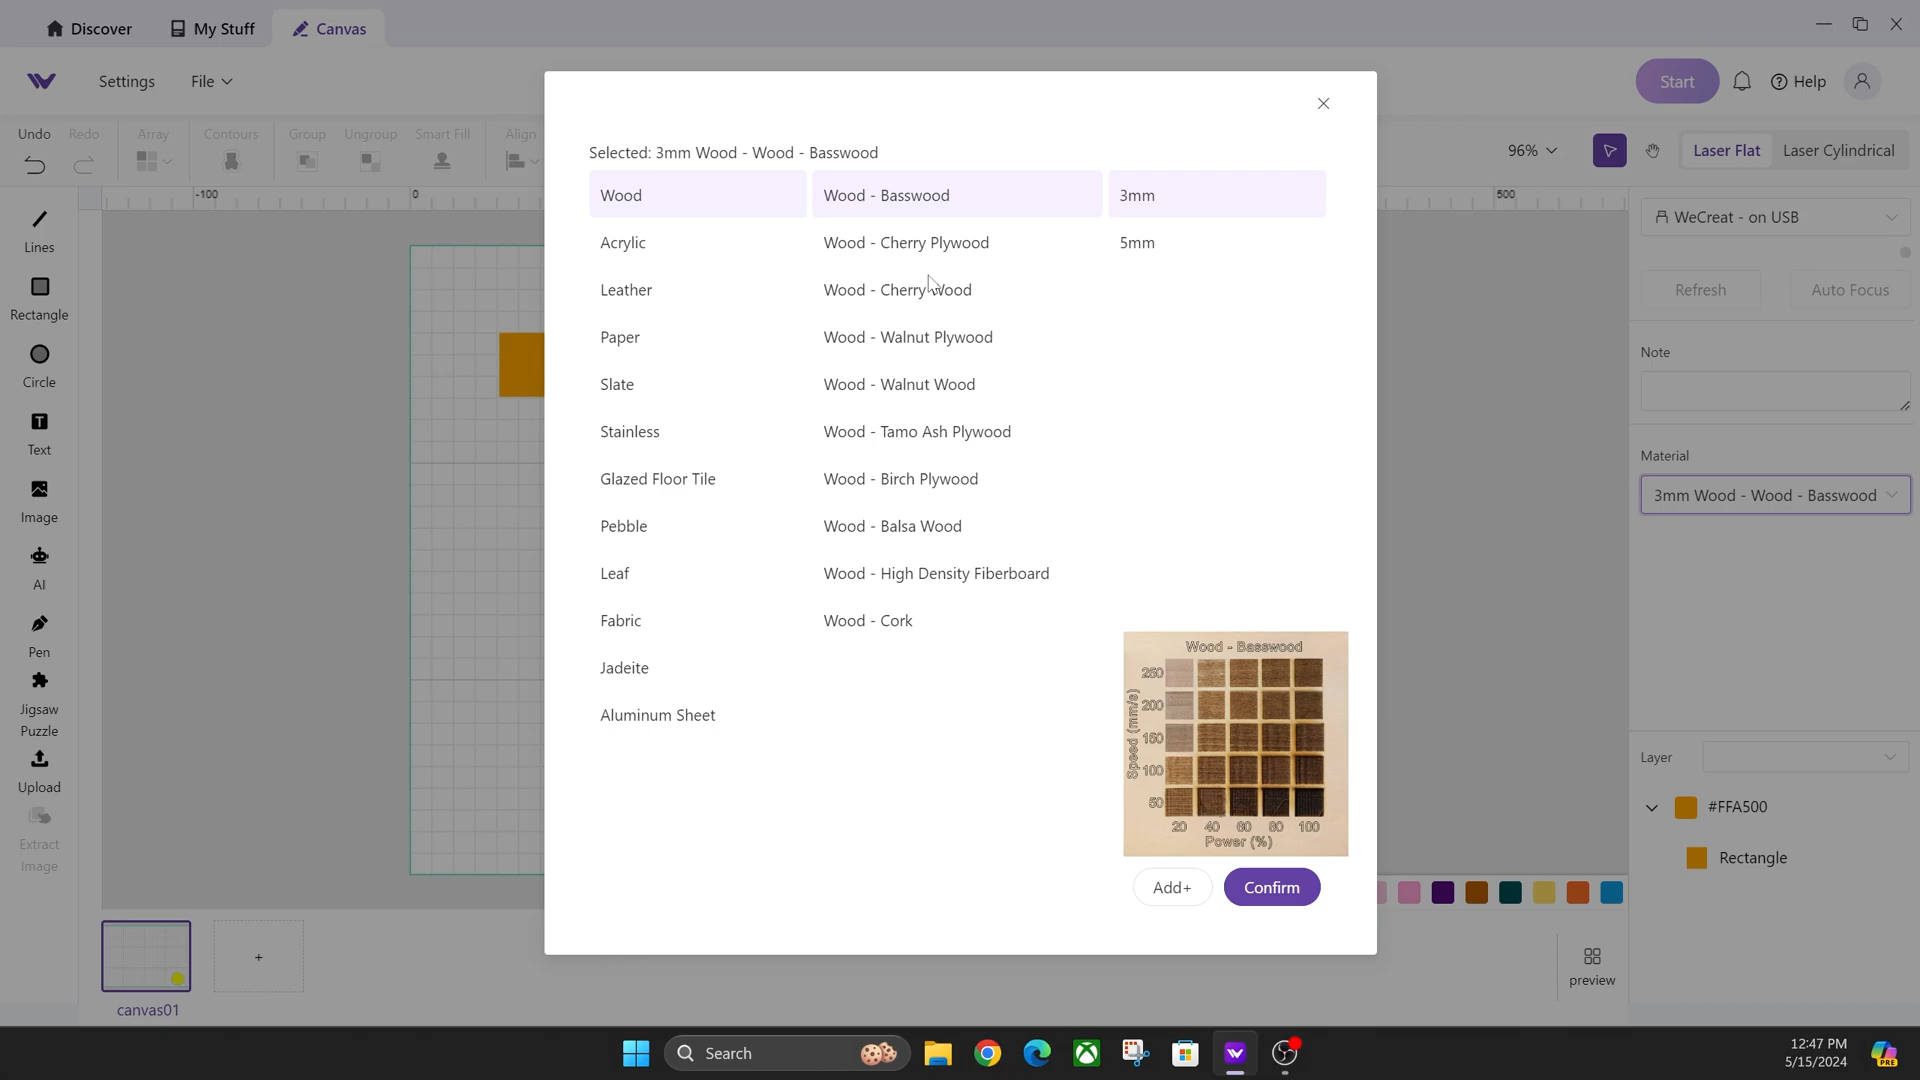 Discover
My Stuff
Canvas
Settings
File
Start
Help
Undo
Redo
Array
Contours
Group
Ungroup
Smart Fill
Align
96%
Laser Flat
Laser Cylindrical
-100
0
500
Lines
Rectangle
Circle
Text
Image
AI
Pen
Jigsaw
Puzzle
Upload
Extract
Image
Selected: 3mm Wood - Wood - Basswood
Wood
Wood - Basswood
3mm
Acrylic
Wood - Cherry Plywood
5mm
Leather
Wood - Cherry Wood
Paper
Wood - Walnut Plywood
Slate
Wood - Walnut Wood
Stainless
Wood - Tamo Ash Plywood
Glazed Floor Tile
Wood - Birch Plywood
Pebble
Wood - Balsa Wood
Leaf
Wood - High Density Fiberboard
Fabric
Wood - Cork
Jadeite
Aluminum Sheet
Wood - Basswood
Speed (mm/s)
250
200
150
100
50
20 40 60 80 100
Power (%)
Add+
Confirm
WeCreat - on USB
Refresh
Auto Focus
Note
Material
3mm Wood - Wood - Basswood
Layer
#FFA500
Rectangle
+
canvas01
preview
Search
12:47 PM
5/15/2024
PRE